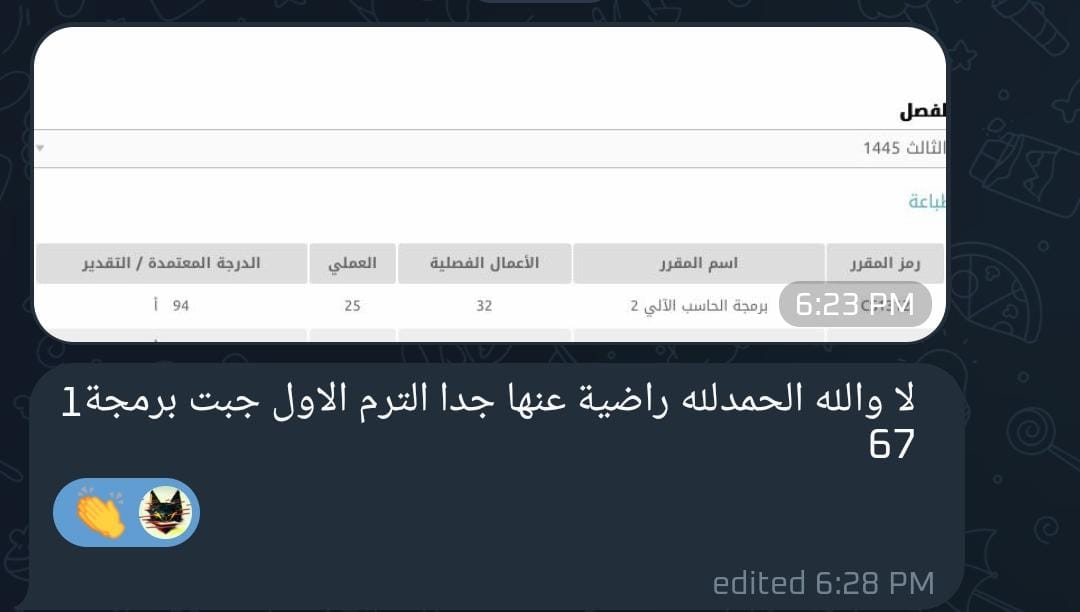 لفصل
الثالث 1445
طباعة
رمز المقرر اسم المقرر الأعمال الفصلية العملي الدرجة المعتمدة / التقدير
برمجة الحاسب الآلي 2 32 25 94 أ
6:23 PM
لا والله الحمدلله راضية عنها جدا الترم الاول جبت برمجة1
67
edited 6:28 PM